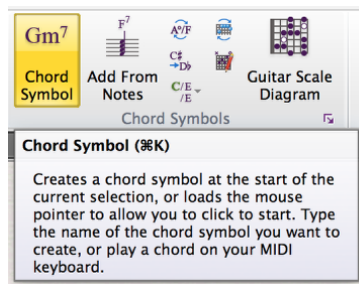 Gm7
F7
A°/F
C♯
→D♭
C/E
/E
Chord
Symbol
Add From
Notes
Guitar Scale
Diagram
Chord Symbols
Chord Symbol (⌘K)
Creates a chord symbol at the start of the
current selection, or loads the mouse
pointer to allow you to click to start. Type
the name of the chord symbol you want to
create, or play a chord on your MIDI
keyboard.